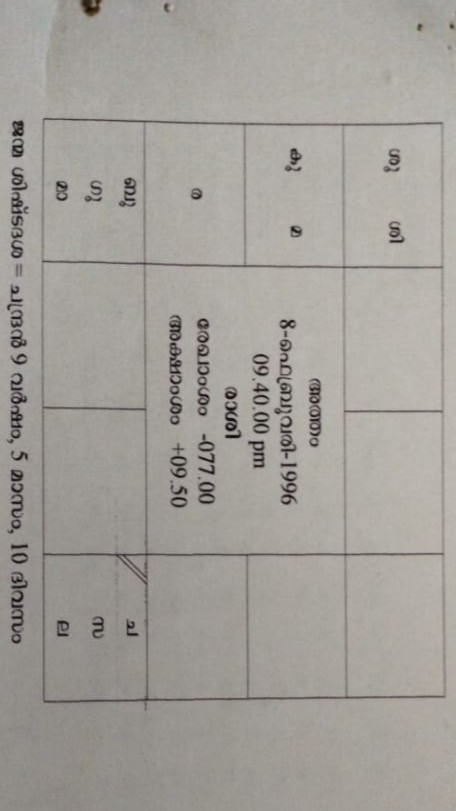 ശു ശി
കു മ
അത്തം
8-ഫെബ്രുവരി-1996
09.40.00 pm
രാശി
രേഖാംശം -077.00
അക്ഷാംശം +09.50
ര
ബു
ഗു
മാ
ച
സ
ല
ജന്മ ശിഷ്ടദശ = ചന്ദ്രൻ 9 വർഷം, 5 മാസം, 10 ദിവസം